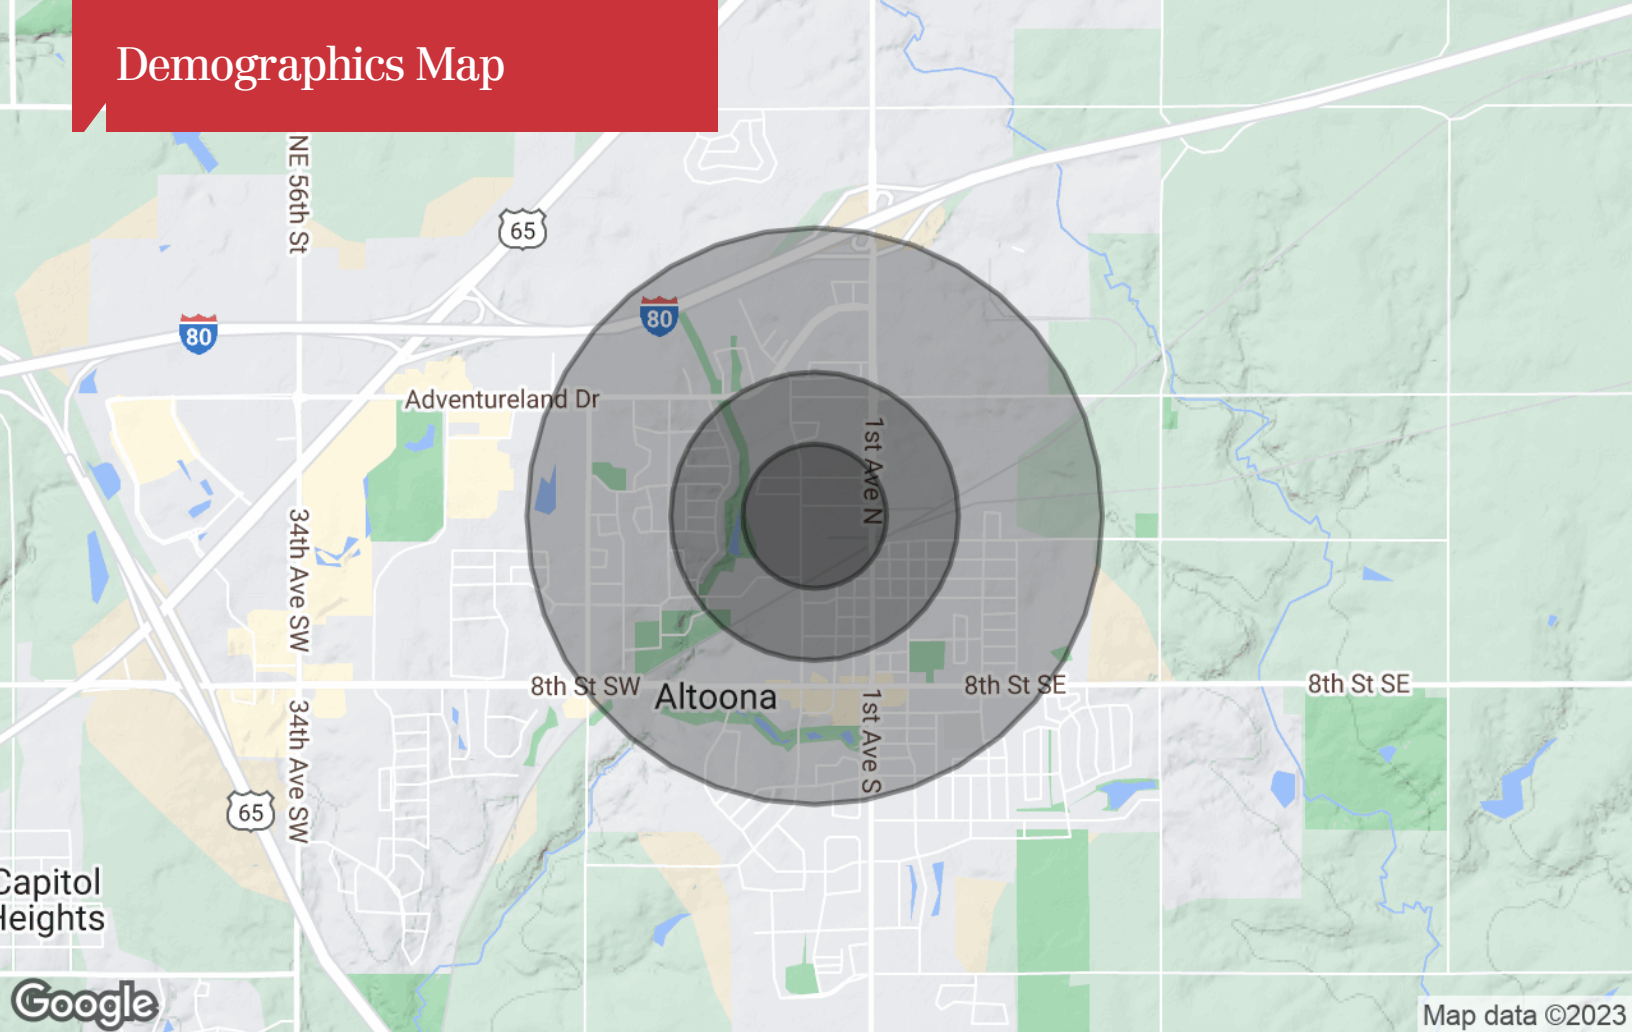 Demographics Map
NE 56th St
65
80
80
Adventureland Dr
1st Ave N
34th Ave SW
8th St SW
Altoona
8th St SE
8th St SE
1st Ave S
34th Ave SW
65
Capitol
Heights
Google
Map data ©2023